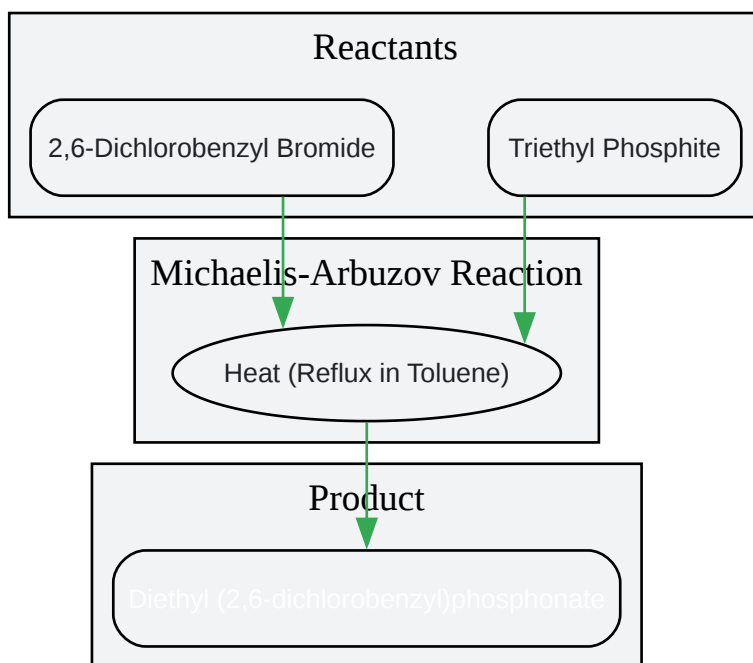 Reactants
2,6-Dichlorobenzyl Bromide
Triethyl Phosphite
Michaelis-Arbuzov Reaction
Heat (Reflux in Toluene)
Product
Diethyl (2,6-dichlorobenzyl)phosphonate